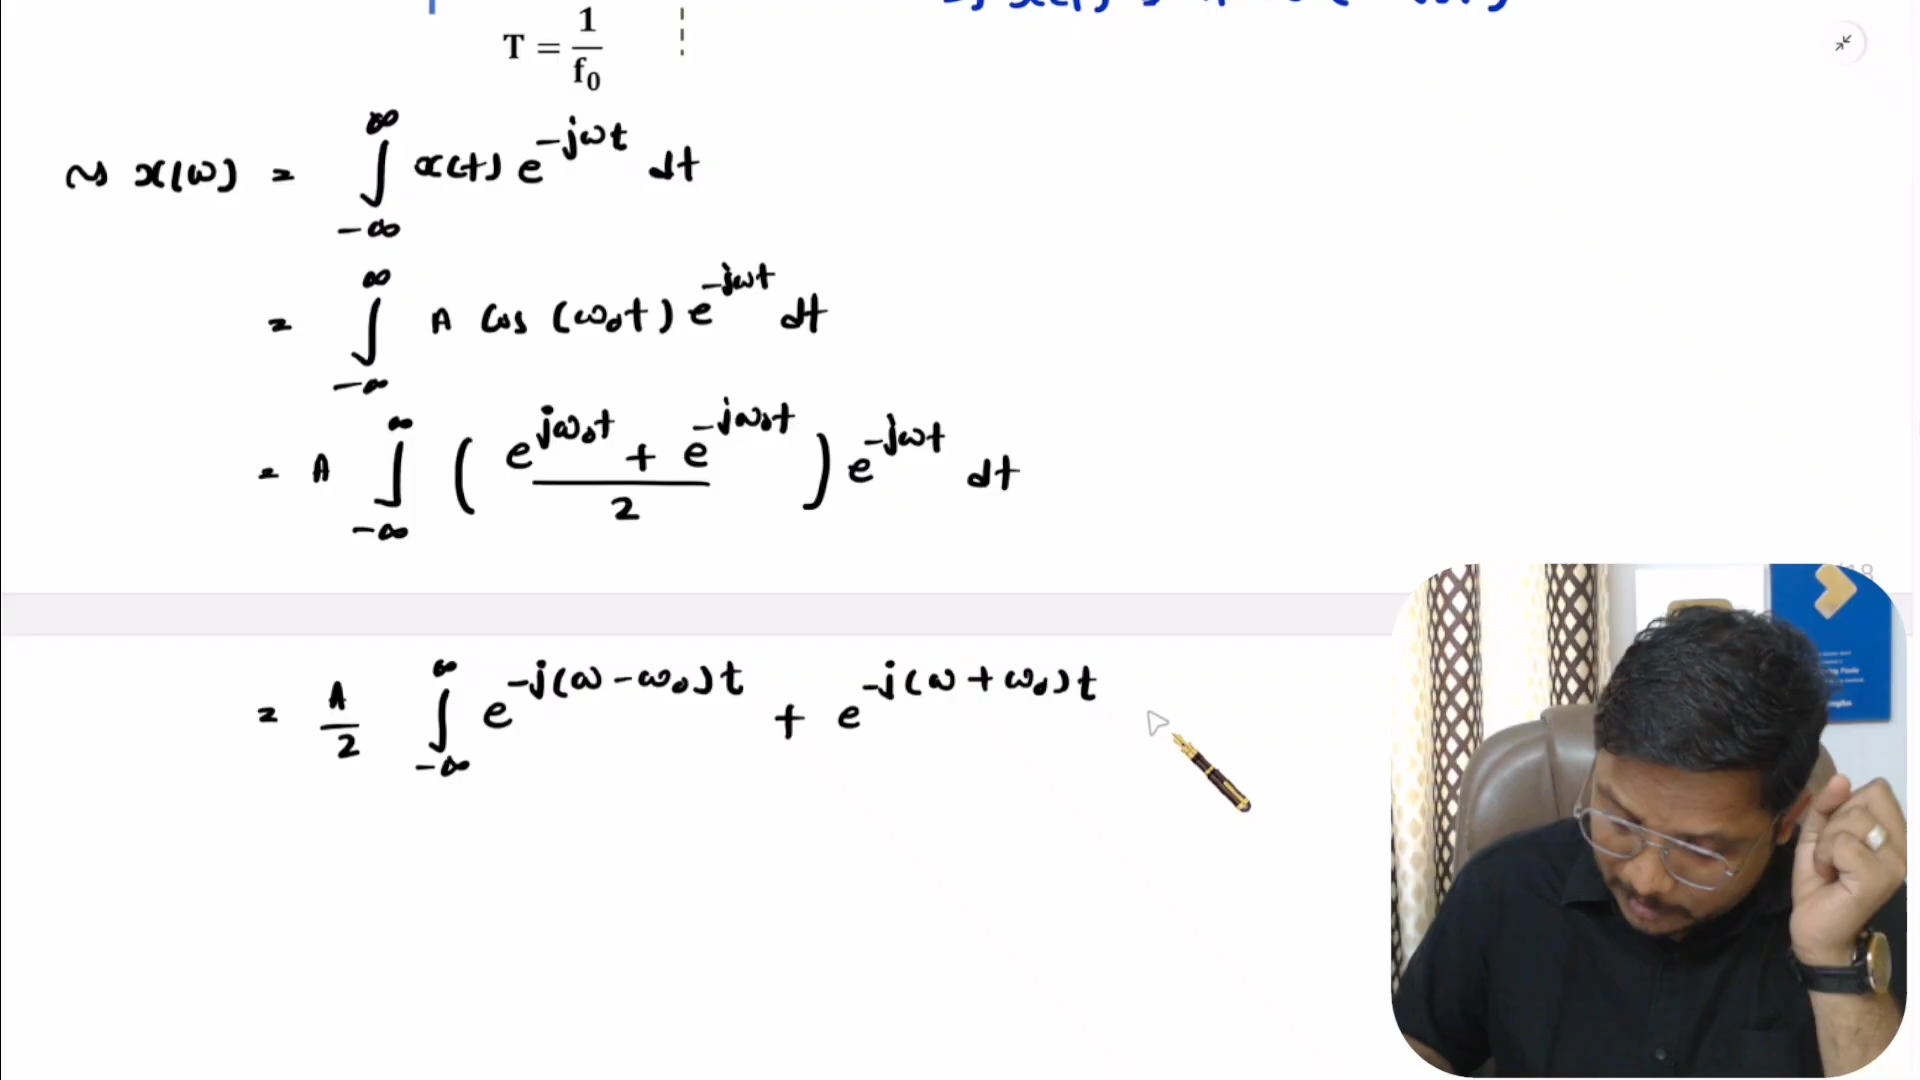 T = 1/f₀
~> x(ω) = ∫_{-∞}^{∞} x(t) e^{-jωt} dt
= ∫_{-∞}^{∞} A Cos (ω₀t) e^{-jωt} dt
= A ∫_{-∞}^{∞} ( (e^{jω₀t} + e^{-jω₀t})/2 ) e^{-jωt} dt
= A/2 ∫_{-∞}^{∞} e^{-j(ω-ω₀)t} + e^{-j(ω+ω₀)t}